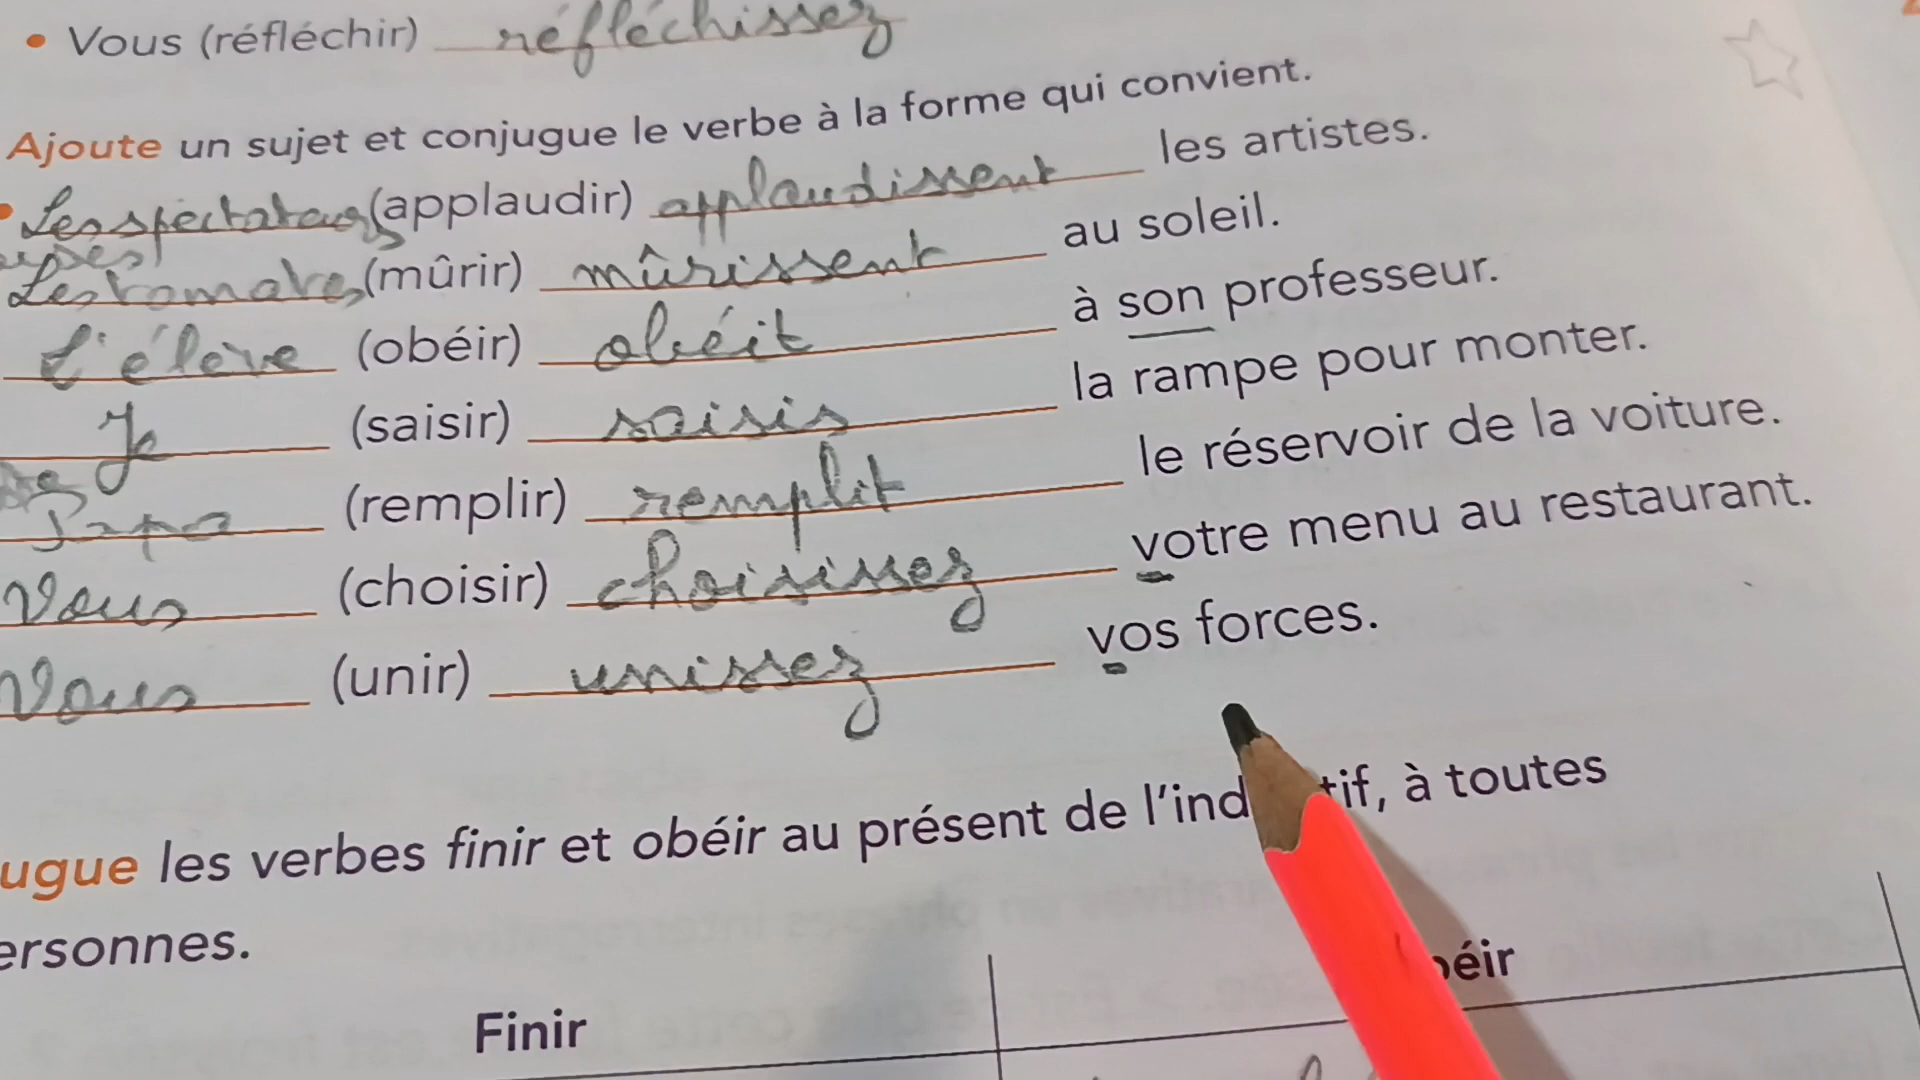 • Vous (réfléchir) réfléchissez
Ajoute un sujet et conjugue le verbe à la forme qui convient.
• Les spectateurs (applaudir) applaudissent les artistes.
Les tomates (mûrir) mûrissent au soleil.
L'élève (obéir) obéit à son professeur.
Je (saisir) saisis la rampe pour monter.
Papa (remplir) remplit le réservoir de la voiture.
Vous (choisir) choisissez votre menu au restaurant.
Vous (unir) unissez vos forces.
ugue les verbes finir et obéir au présent de l'ind tif, à toutes
ersonnes.
Finir béir